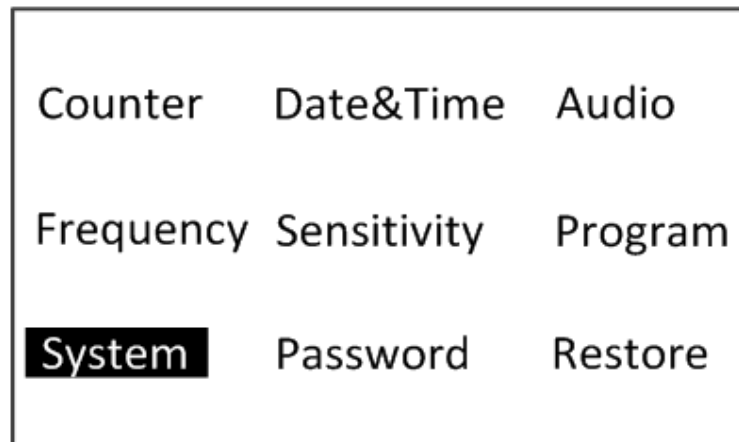 Counter Date&Time Audio
Frequency Sensitivity Program
System Password Restore